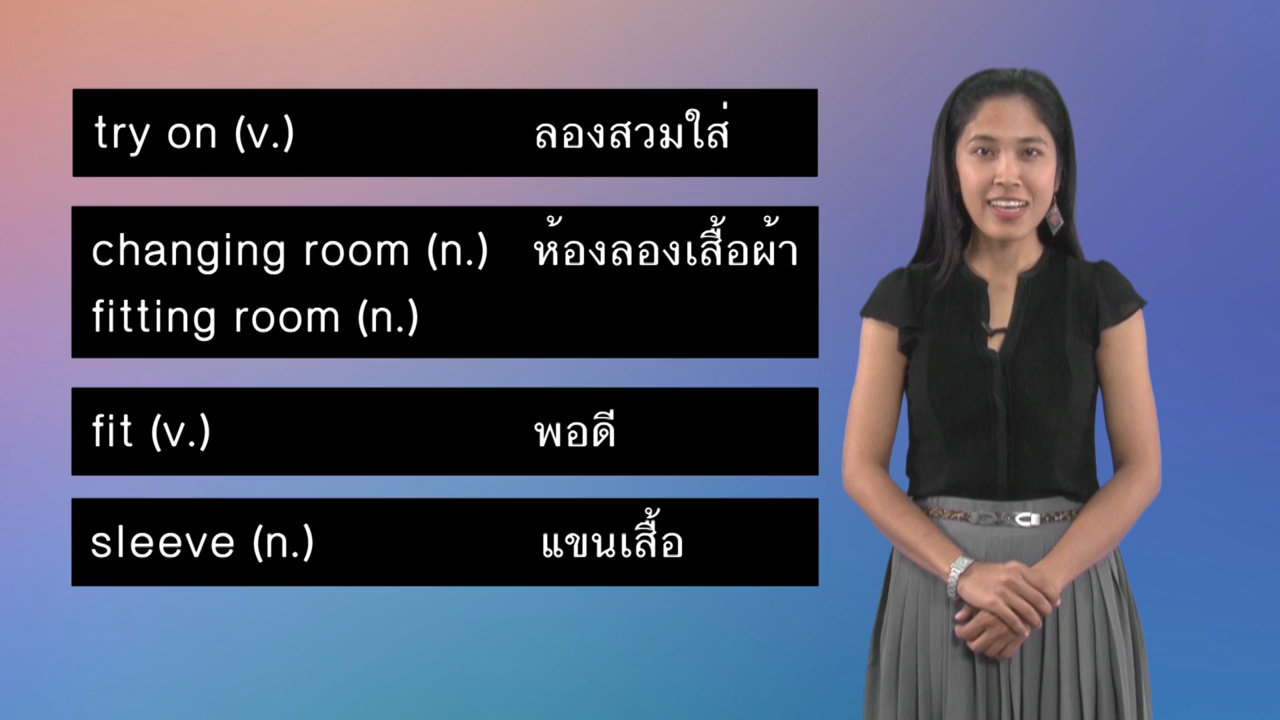 try on (v.) ลองสวมใส่
changing room (n.) ห้องลองเสื้อผ้า
fitting room (n.)
fit (v.) พอดี
sleeve (n.) แขนเสื้อ